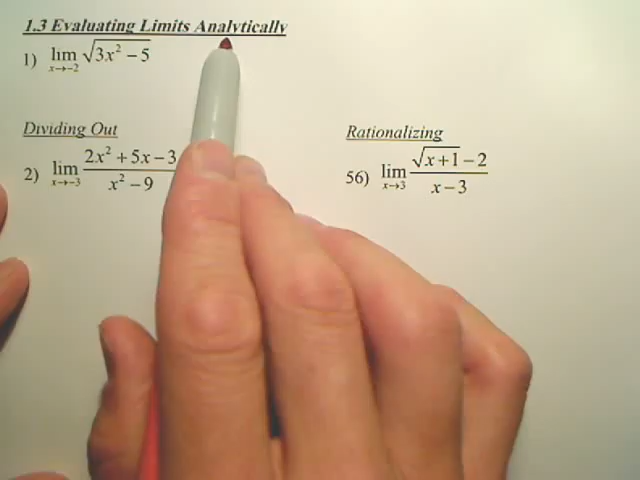 1.3 Evaluating Limits Analytically
1) lim x→-2 √(3x² − 5)
Dividing Out
2) lim x→-3 (2x² + 5x − 3)/(x² − 9)
Rationalizing
56) lim x→3 (√(x+1) − 2)/(x − 3)